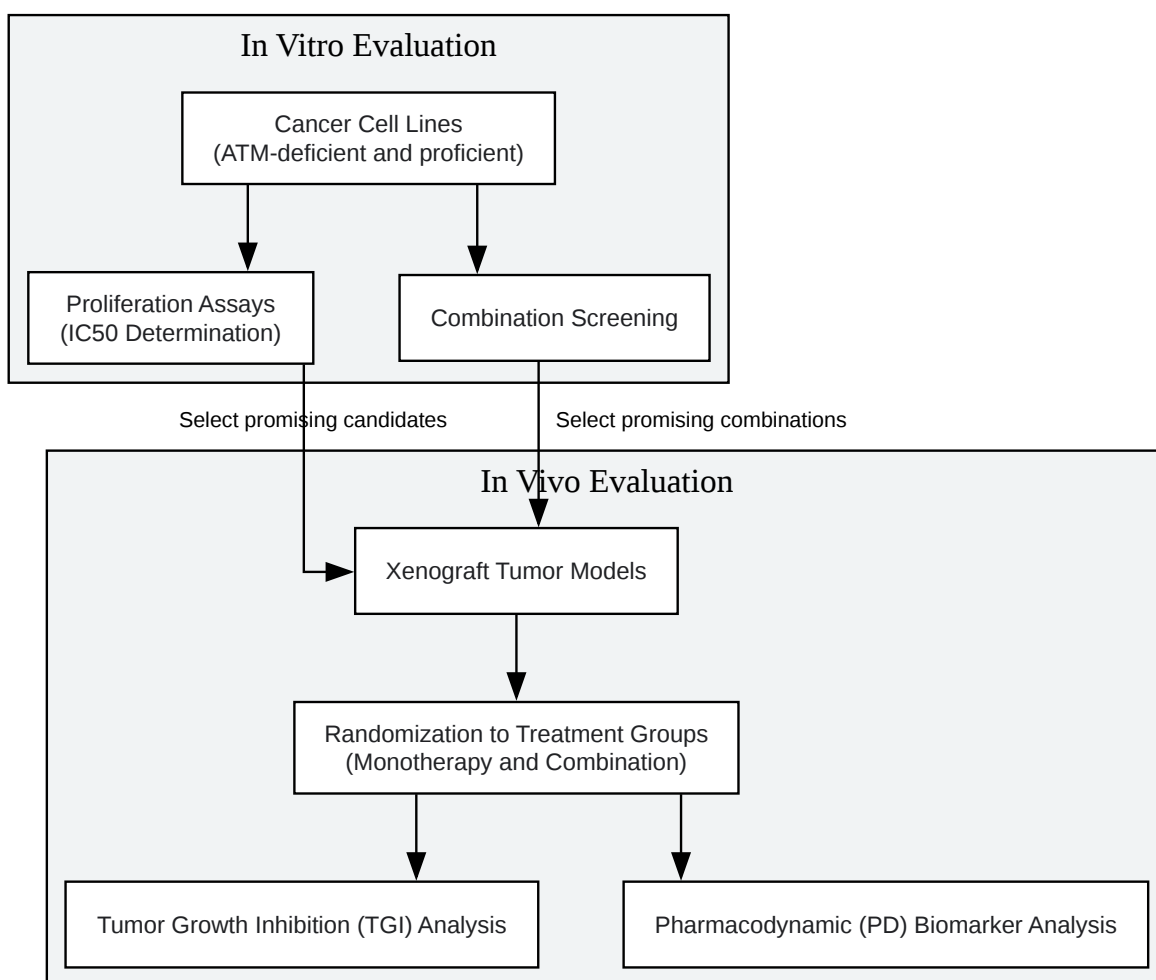 In Vitro Evaluation
Cancer Cell Lines
(ATM-deficient and proficient)
Proliferation Assays
(IC50 Determination)
Combination Screening
Select promising candidates
Select promising combinations
In Vivo Evaluation
Xenograft Tumor Models
Randomization to Treatment Groups
(Monotherapy and Combination)
Tumor Growth Inhibition (TGI) Analysis
Pharmacodynamic (PD) Biomarker Analysis